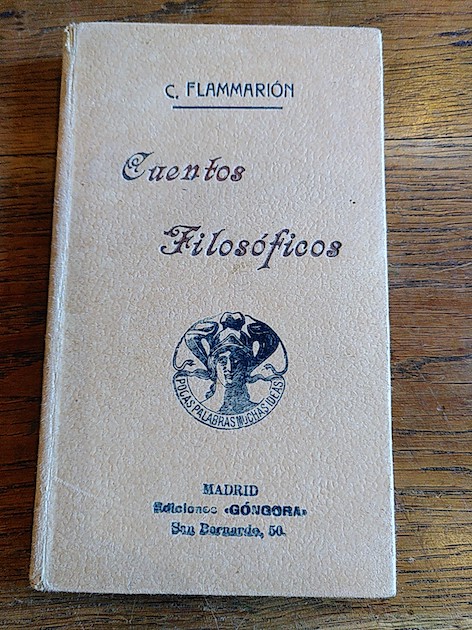 C. FLAMMARIÓN
Cuentos
Filosóficos
POCAS PALABRAS MUCHAS IDEAS
MADRID
Ediciones «GÓNGORA»
San Bernardo, 50